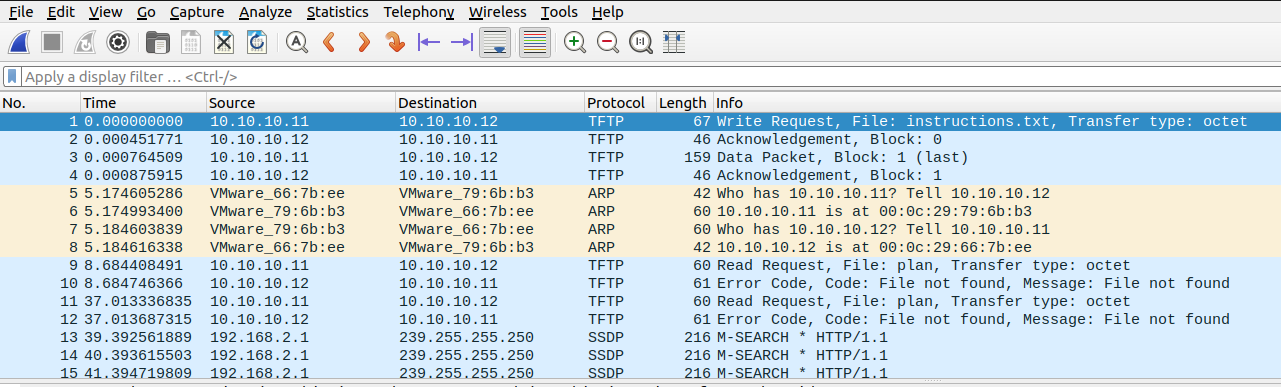 File Edit View Go Capture Analyze Statistics Telephony Wireless Tools Help
Apply a display filter … <Ctrl-/>
No. Time Source Destination Protocol Length Info
1 0.000000000 10.10.10.11 10.10.10.12 TFTP 67 Write Request, File: instructions.txt, Transfer type: octet
2 0.000451771 10.10.10.12 10.10.10.11 TFTP 46 Acknowledgement, Block: 0
3 0.000764509 10.10.10.11 10.10.10.12 TFTP 159 Data Packet, Block: 1 (last)
4 0.000875915 10.10.10.12 10.10.10.11 TFTP 46 Acknowledgement, Block: 1
5 5.174605286 VMware_66:7b:ee VMware_79:6b:b3 ARP 42 Who has 10.10.10.11? Tell 10.10.10.12
6 5.174993400 VMware_79:6b:b3 VMware_66:7b:ee ARP 60 10.10.10.11 is at 00:0c:29:79:6b:b3
7 5.184603839 VMware_79:6b:b3 VMware_66:7b:ee ARP 60 Who has 10.10.10.12? Tell 10.10.10.11
8 5.184616338 VMware_66:7b:ee VMware_79:6b:b3 ARP 42 10.10.10.12 is at 00:0c:29:66:7b:ee
9 8.684408491 10.10.10.11 10.10.10.12 TFTP 60 Read Request, File: plan, Transfer type: octet
10 8.684746366 10.10.10.12 10.10.10.11 TFTP 61 Error Code, Code: File not found, Message: File not found
11 37.013336835 10.10.10.11 10.10.10.12 TFTP 60 Read Request, File: plan, Transfer type: octet
12 37.013687315 10.10.10.12 10.10.10.11 TFTP 61 Error Code, Code: File not found, Message: File not found
13 39.392561889 192.168.2.1 239.255.255.250 SSDP 216 M-SEARCH * HTTP/1.1
14 40.393615503 192.168.2.1 239.255.255.250 SSDP 216 M-SEARCH * HTTP/1.1
15 41.394719809 192.168.2.1 239.255.255.250 SSDP 216 M-SEARCH * HTTP/1.1